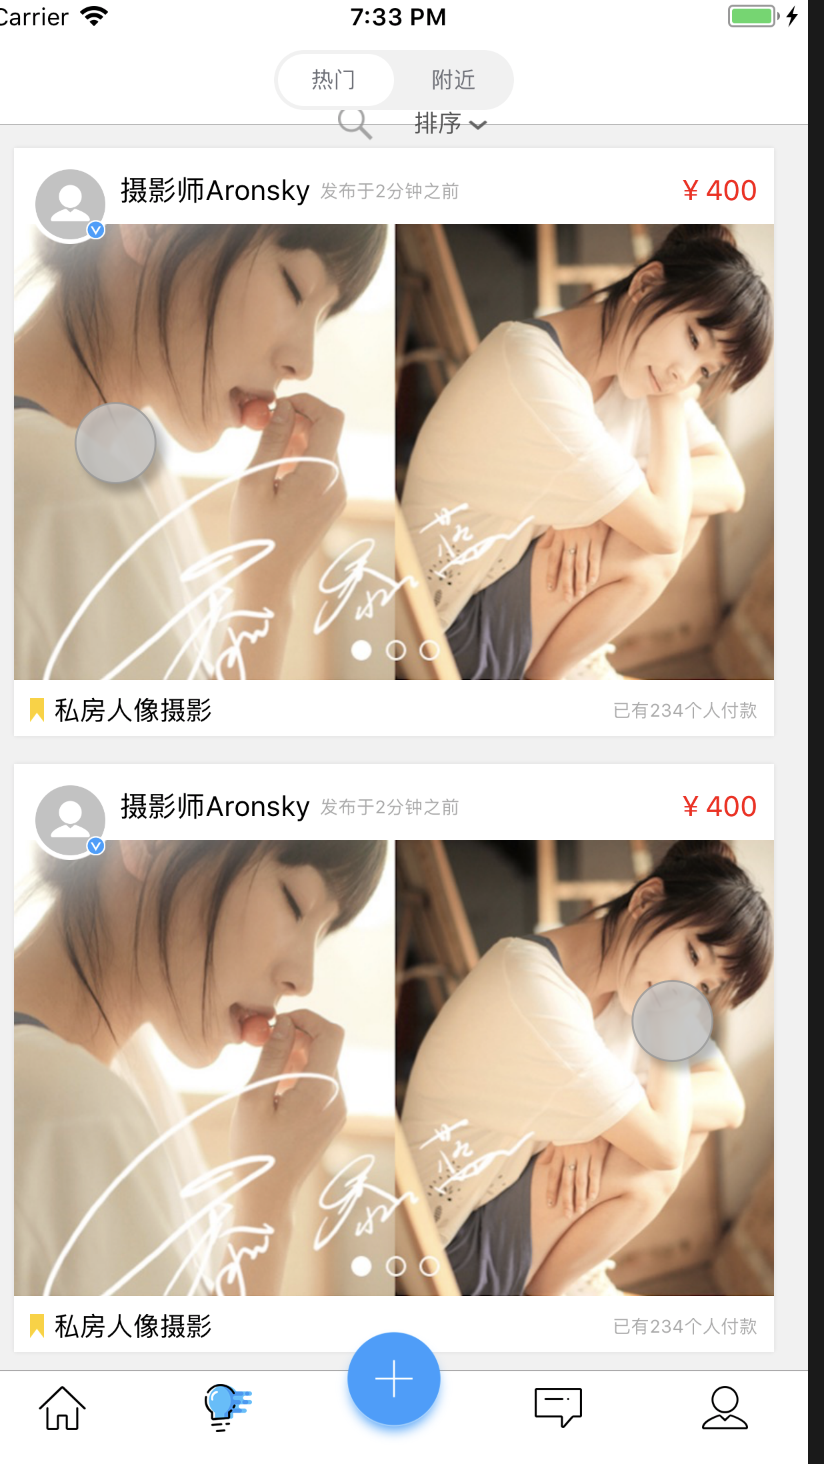 Carrier 7:33 PM
热门 附近
排序
摄影师Aronsky 发布于2分钟之前 ¥ 400
私房人像摄影 已有234个人付款
摄影师Aronsky 发布于2分钟之前 ¥ 400
私房人像摄影 已有234个人付款